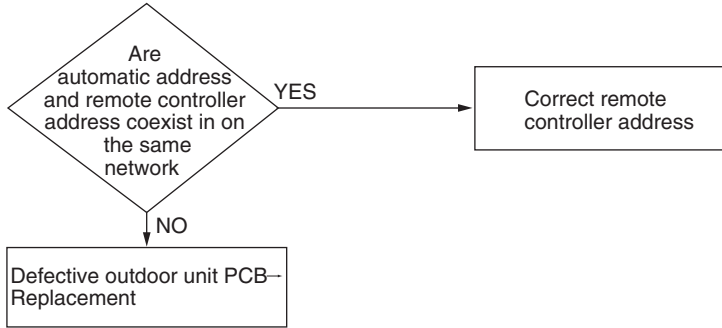 Are
automatic address
and remote controller
address coexist in on
the same
network
YES
Correct remote
controller address
NO
Defective outdoor unit PCB→
Replacement